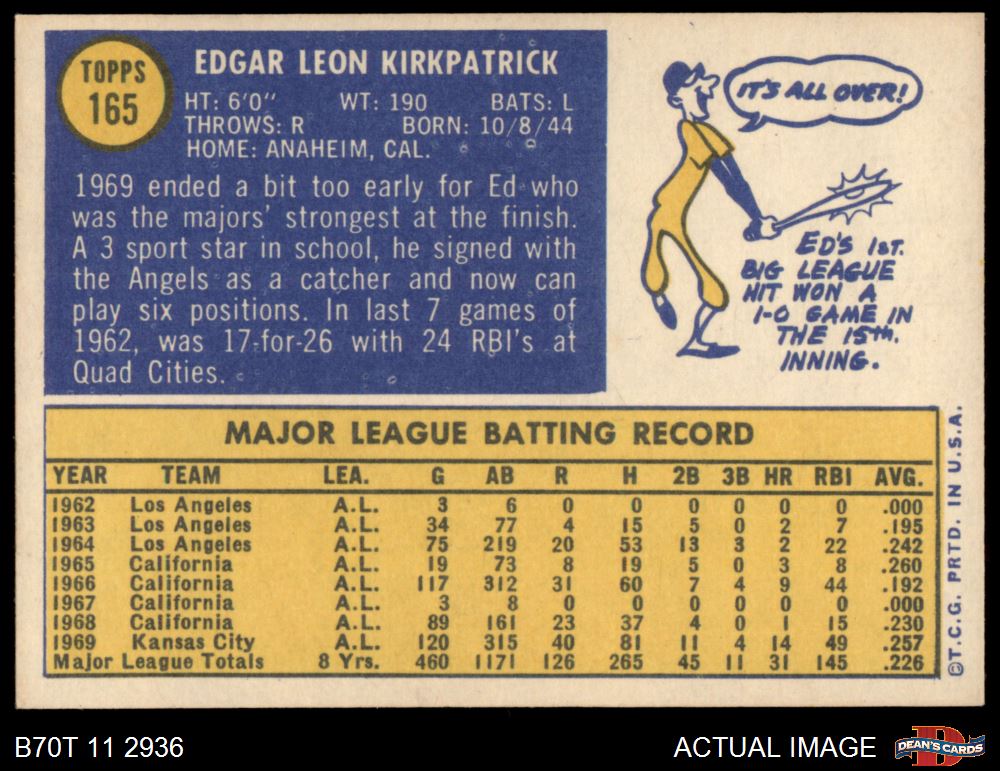 TOPPS
165
EDGAR LEON KIRKPATRICK
HT: 6'0" WT: 190 BATS: L
THROWS: R BORN: 10/8/44
HOME: ANAHEIM, CAL.
1969 ended a bit too early for Ed who
was the majors' strongest at the finish.
A 3 sport star in school, he signed with
the Angels as a catcher and now can
play six positions. In last 7 games of
1962, was 17-for-26 with 24 RBI's at
Quad Cities.
IT'S ALL OVER!
ED'S 1ST.
BIG LEAGUE
HIT WON A
1-0 GAME IN
THE 15TH.
INNING.
MAJOR LEAGUE BATTING RECORD
YEAR TEAM LEA. G AB R H 2B 3B HR RBI AVG.
1962 Los Angeles A.L. 3 6 0 0 0 0 0 0 .000
1963 Los Angeles A.L. 34 77 4 15 5 0 2 7 .195
1964 Los Angeles A.L. 75 219 20 53 13 3 2 22 .242
1965 California A.L. 19 73 8 19 5 0 3 8 .260
1966 California A.L. 117 312 31 60 7 4 9 44 .192
1967 California A.L. 3 8 0 0 0 0 0 0 .000
1968 California A.L. 89 161 23 37 4 0 1 15 .230
1969 Kansas City A.L. 120 315 40 81 11 4 14 49 .257
Major League Totals 8 Yrs. 460 1171 126 265 45 11 31 145 .226
©T.C.G. PRTD. IN U.S.A.
B70T 11 2936
ACTUAL IMAGE
D
DEAN'S CARDS